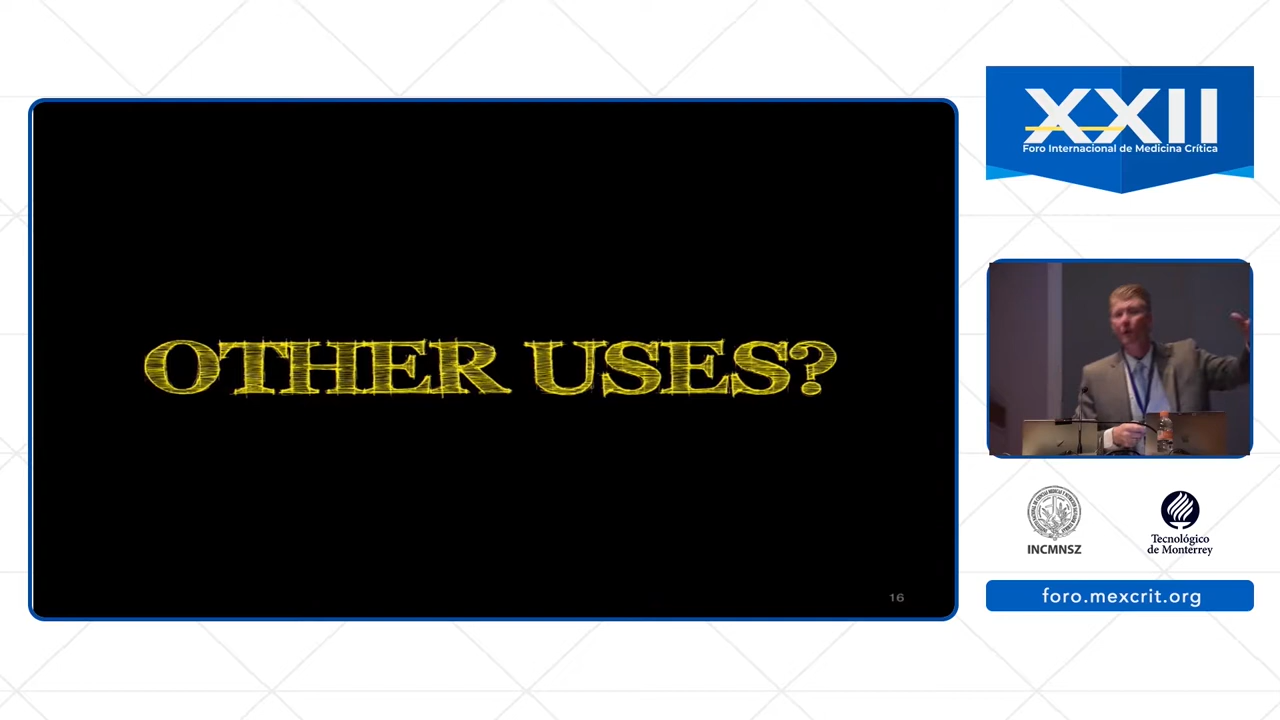 OTHER USES?
16
XXII
Foro Internacional de Medicina Crítica
INCMNSZ
Tecnológico
de Monterrey
foro.mexcrit.org